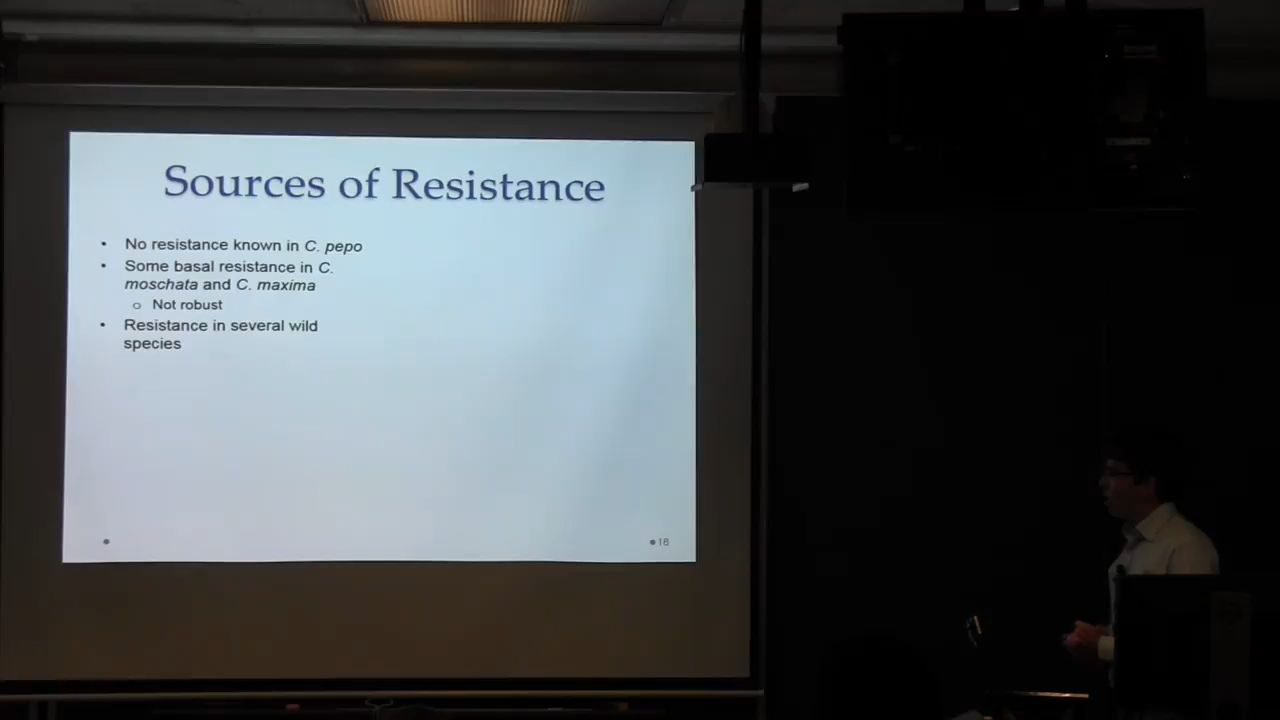 Sources of Resistance
• No resistance known in C. pepo
• Some basal resistance in C.
moschata and C. maxima
o Not robust
• Resistance in several wild
species
18